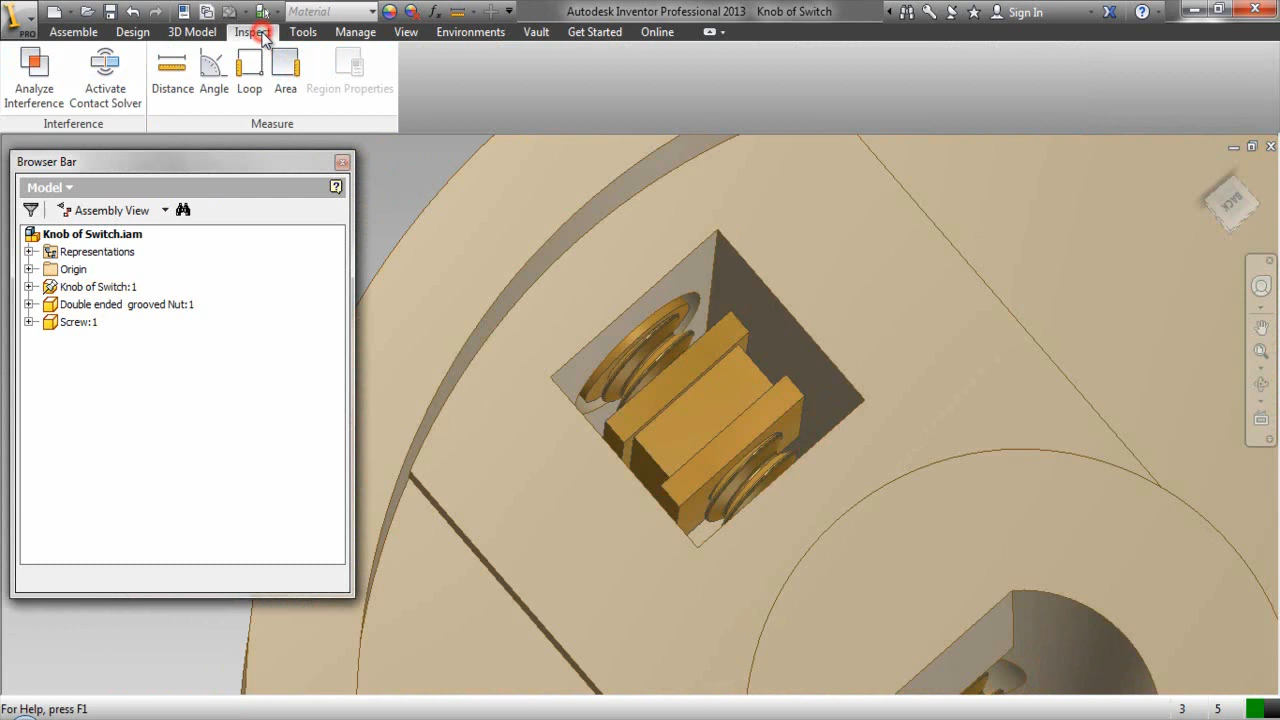 Material
Autodesk Inventor Professional 2013 Knob of Switch
Sign In
PRO
Assemble Design 3D Model Inspect Tools Manage View Environments Vault Get Started Online
Analyze Interference
Activate Contact Solver
Distance Angle Loop Area Region Properties
Interference Measure
Browser Bar
Model
Assembly View
Knob of Switch.iam
Representations
Origin
Knob of Switch:1
Double ended grooved Nut:1
Screw:1
BACK
For Help, press F1
3 5